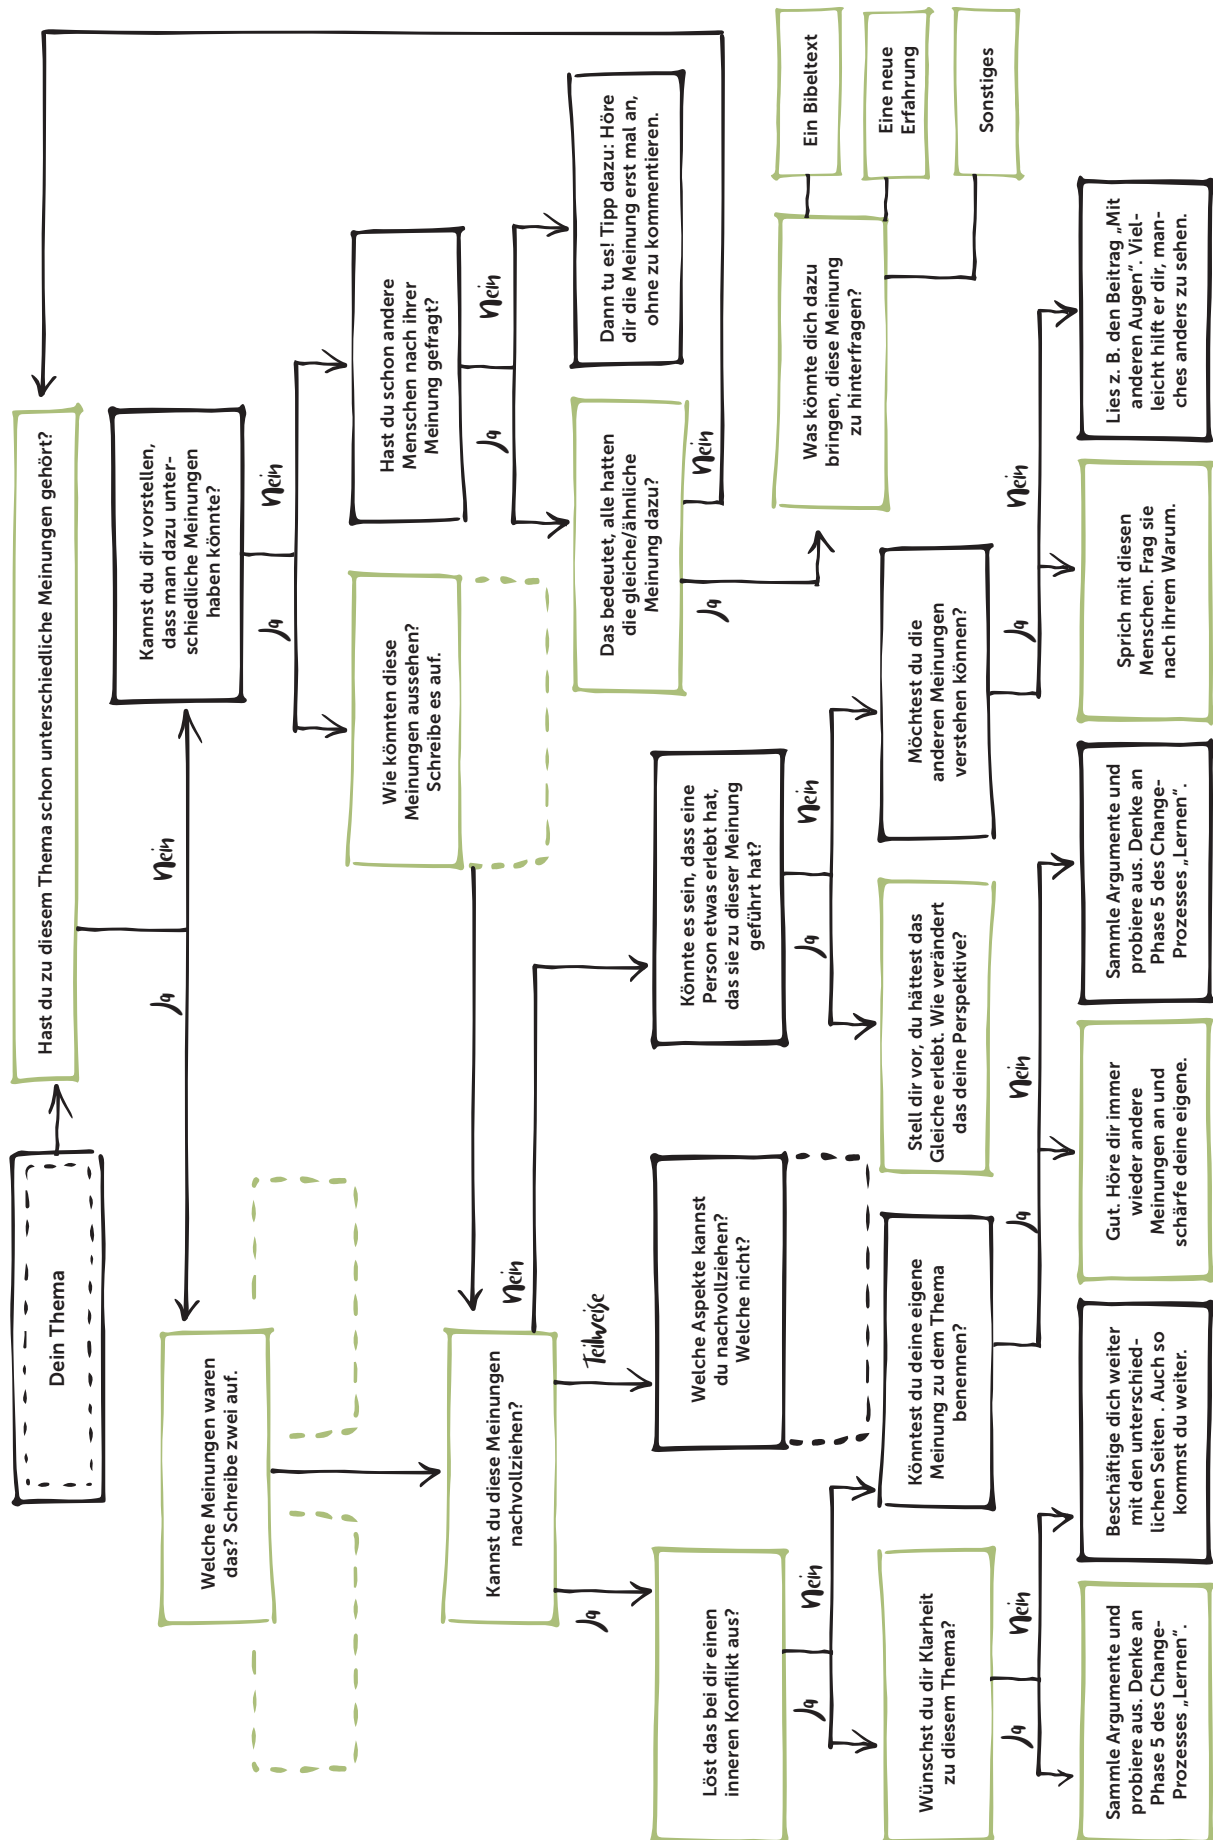 Dein Thema
Hast du zu diesem Thema schon unterschiedliche Meinungen gehört?
Ja
Nein
Welche Meinungen waren
das? Schreibe zwei auf.
Kannst du dir vorstellen,
dass man dazu unter-
schiedliche Meinungen
haben könnte?
Ja
Nein
Wie könnten diese
Meinungen aussehen?
Schreibe es auf.
Hast du schon andere
Menschen nach ihrer
Meinung gefragt?
Ja
Nein
Das bedeutet, alle hatten
die gleiche/ähnliche
Meinung dazu?
Dann tu es! Tipp dazu: Höre
dir die Meinung erst mal an,
ohne zu kommentieren.
Ja
Nein
Was könnte dich dazu
bringen, diese Meinung
zu hinterfragen?
Ein Bibeltext
Eine neue
Erfahrung
Sonstiges
Kannst du diese Meinungen
nachvollziehen?
Ja
Teilweiße
Nein
Löst das bei dir einen
inneren Konflikt aus?
Welche Aspekte kannst
du nachvollziehen?
Welche nicht?
Könnte es sein, dass eine
Person etwas erlebt hat,
das sie zu dieser Meinung
geführt hat?
Ja
Nein
Ja
Nein
Wünschst du dir Klarheit
zu diesem Thema?
Könntest du deine eigene
Meinung zu dem Thema
benennen?
Stell dir vor, du hättest das
Gleiche erlebt. Wie verändert
das deine Perspektive?
Möchtest du die
anderen Meinungen
verstehen können?
Ja
Nein
Ja
Nein
Ja
Nein
Sammle Argumente und
probiere aus. Denke an
Phase 5 des Change-
Prozesses „Lernen“.
Beschäftige dich weiter
mit den unterschied-
lichen Seiten . Auch so
kommst du weiter.
Gut. Höre dir immer
wieder andere
Meinungen an und
schärfe deine eigene.
Sammle Argumente und
probiere aus. Denke an
Phase 5 des Change-
Prozesses „Lernen“.
Sprich mit diesen
Menschen. Frag sie
nach ihrem Warum.
Lies z. B. den Beitrag „Mit
anderen Augen“. Viel-
leicht hilft er dir, man-
ches anders zu sehen.